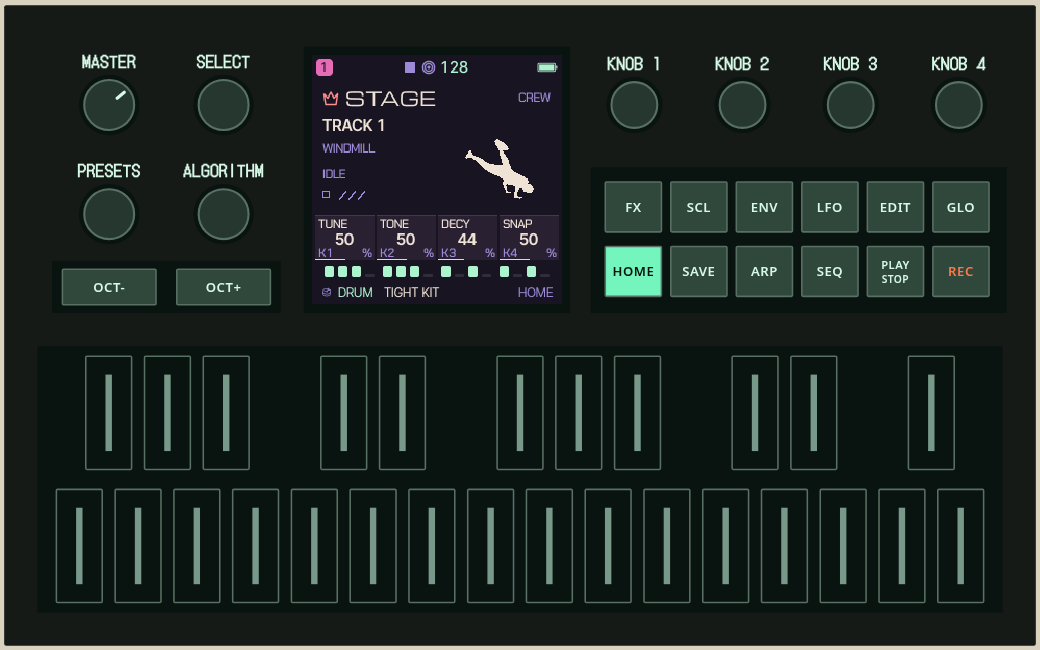 MASTER
SELECT
PRESETS
ALGORITHM
OCT-
OCT+
1
128
STAGE
CREW
TRACK 1
WINDMILL
IDLE
TUNE
50
K1 %
TONE
50
K2 %
DECY
44
K3 %
SNAP
50
K4 %
DRUM TIGHT KIT HOME
KNOB 1
KNOB 2
KNOB 3
KNOB 4
FX
SCL
ENV
LFO
EDIT
GLO
HOME
SAVE
ARP
SEQ
PLAY
STOP
REC